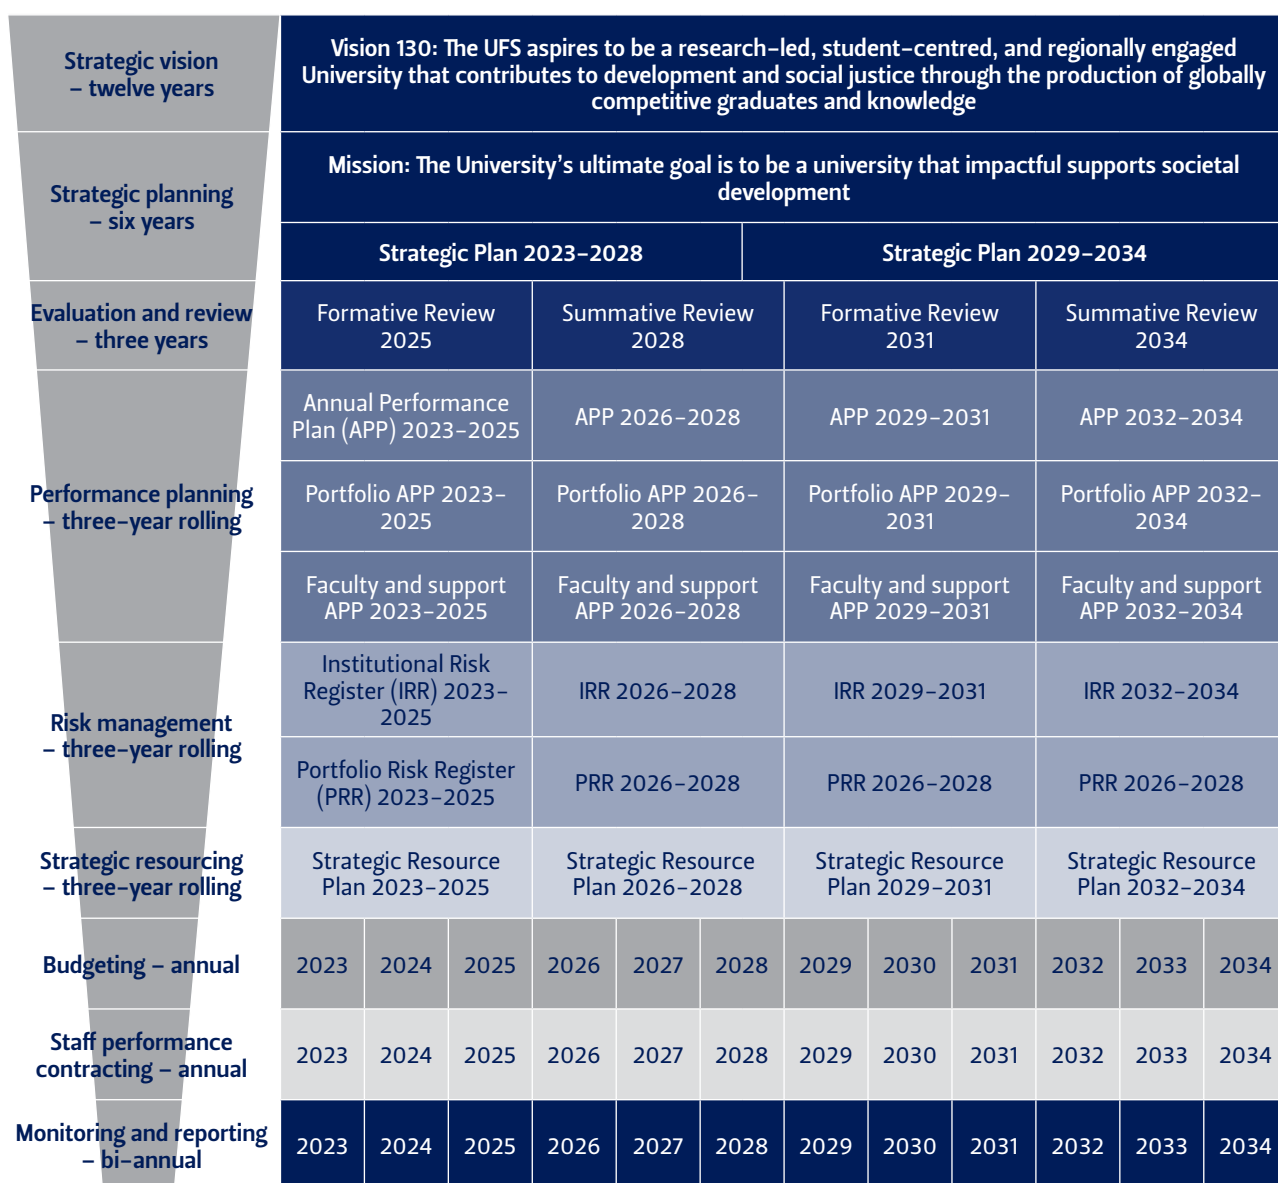 Strategic vision
– twelve years
Vision 130: The UFS aspires to be a research–led, student–centred, and regionally engaged
University that contributes to development and social justice through the production of globally
competitive graduates and knowledge
Strategic planning
– six years
Mission: The University's ultimate goal is to be a university that impactful supports societal
development
Strategic Plan 2023–2028
Strategic Plan 2029–2034
Evaluation and review
– three years
Formative Review
2025
Summative Review
2028
Formative Review
2031
Summative Review
2034
Performance planning
– three–year rolling
Annual Performance
Plan (APP) 2023–2025
APP 2026–2028
APP 2029–2031
APP 2032–2034
Portfolio APP 2023–
2025
Portfolio APP 2026–
2028
Portfolio APP 2029–
2031
Portfolio APP 2032–
2034
Faculty and support
APP 2023–2025
Faculty and support
APP 2026–2028
Faculty and support
APP 2029–2031
Faculty and support
APP 2032–2034
Risk management
– three–year rolling
Institutional Risk
Register (IRR) 2023–
2025
IRR 2026–2028
IRR 2029–2031
IRR 2032–2034
Portfolio Risk Register
(PRR) 2023–2025
PRR 2026–2028
PRR 2026–2028
PRR 2026–2028
Strategic resourcing
– three–year rolling
Strategic Resource
Plan 2023–2025
Strategic Resource
Plan 2026–2028
Strategic Resource
Plan 2029–2031
Strategic Resource
Plan 2032–2034
Budgeting – annual
2023 2024 2025 2026 2027 2028 2029 2030 2031 2032 2033 2034
Staff performance
contracting – annual
2023 2024 2025 2026 2027 2028 2029 2030 2031 2032 2033 2034
Monitoring and reporting
– bi–annual
2023 2024 2025 2026 2027 2028 2029 2030 2031 2032 2033 2034